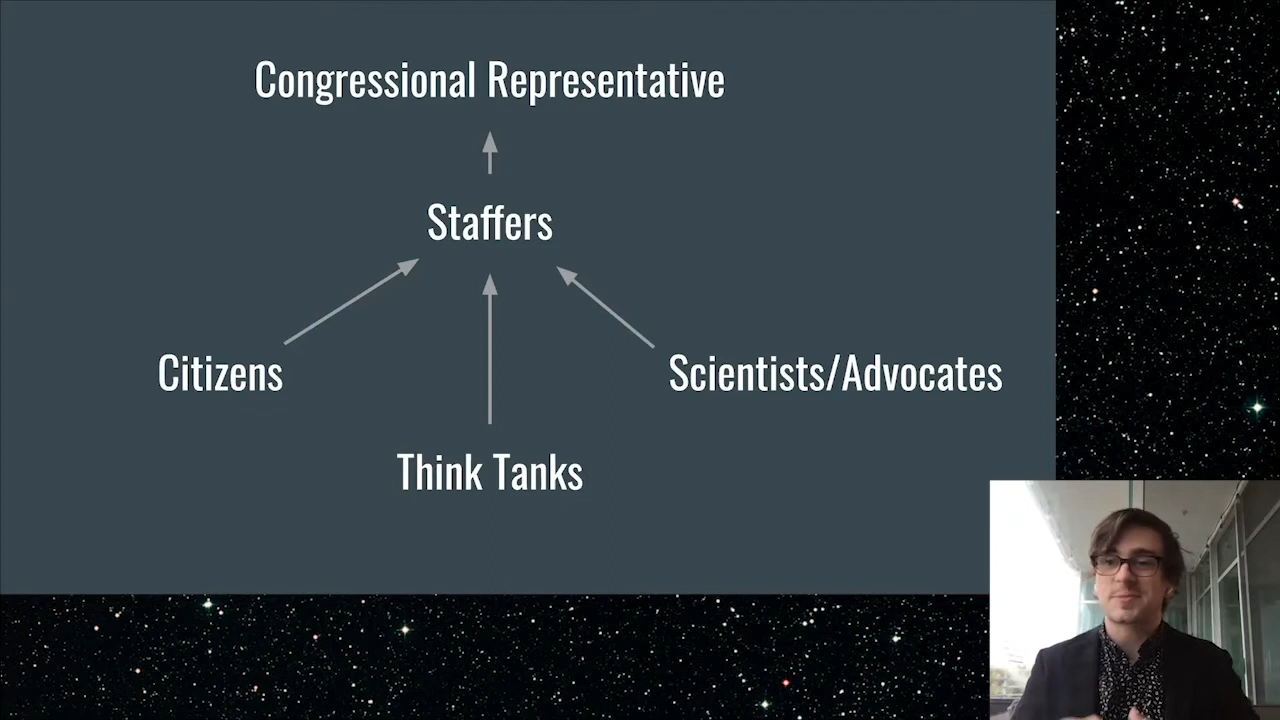 Congressional Representative
Staffers
Citizens
Scientists/Advocates
Think Tanks